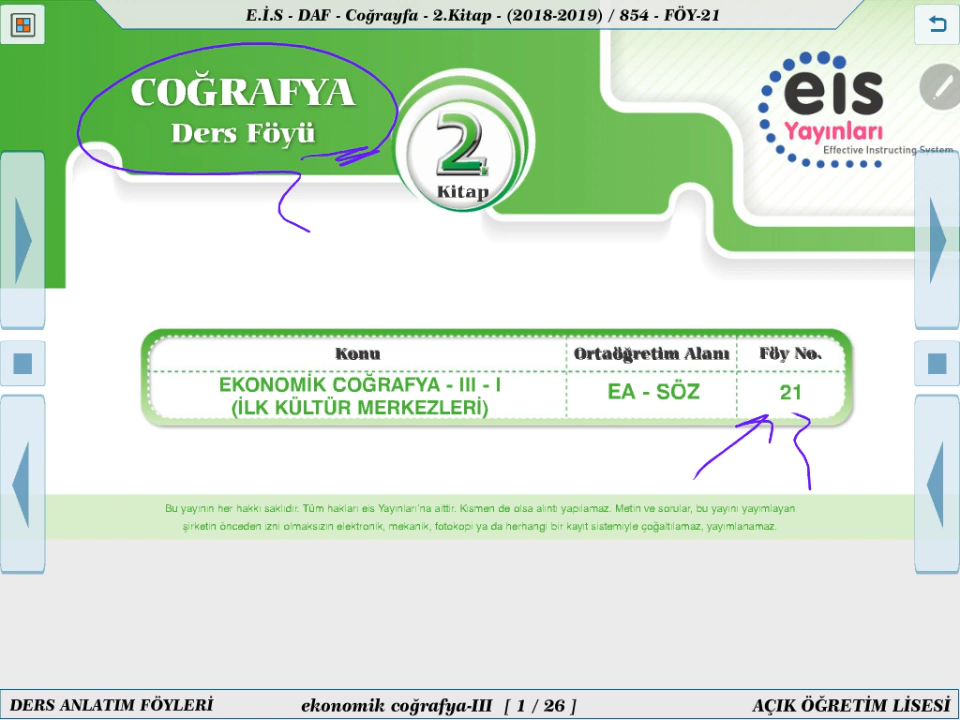 E.İ.S - DAF - Coğrayfa - 2.Kitap - (2018-2019) / 854 - FÖY-21
COĞRAFYA
Ders Föyü
2.
Kitap
eis
Yayınları
Effective Instructing System
Konu
Ortaöğretim Alanı
Föy No.
EKONOMİK COĞRAFYA - III - I
(İLK KÜLTÜR MERKEZLERİ)
EA - SÖZ
21
Bu yayının her hakkı saklıdır. Tüm hakları eis Yayınları'na aittir. Kısmen de olsa alıntı yapılamaz. Metin ve sorular, bu yayını yayımlayan
şirketin önceden izni olmaksızın elektronik, mekanik, fotokopi ya da herhangi bir kayıt sistemiyle çoğaltılamaz, yayımlanamaz.
DERS ANLATIM FÖYLERİ
ekonomik coğrafya-III [ 1 / 26 ]
AÇIK ÖĞRETİM LİSESİ